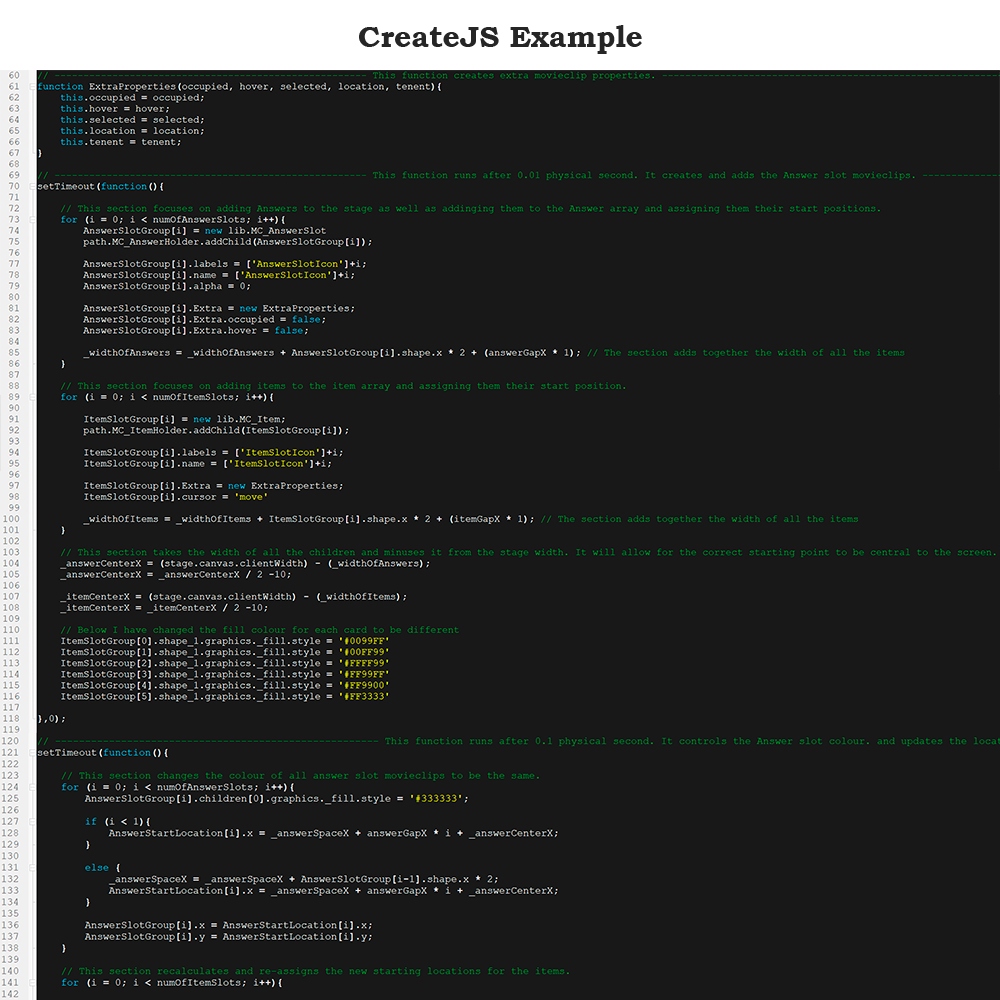 CreateJS Example
60 // ------------------------------------------------------ This function creates extra movieclip properties. ------------------------------------------------------
61 function ExtraProperties(occupied, hover, selected, location, tenent){
62     this.occupied = occupied;
63     this.hover = hover;
64     this.selected = selected;
65     this.location = location;
66     this.tenent = tenent;
67 }
68
69 // ------------------------------------------------------ This function runs after 0.01 physical second. It creates and adds the Answer slot movieclips. -------------
70 setTimeout(function(){
71
72     // This section focuses on adding Answers to the stage as well as addinging them to the Answer array and assigning them their start positions.
73     for (i = 0; i < numOfAnswerSlots; i++){
74         AnswerSlotGroup[i] = new lib.MC_AnswerSlot
75         path.MC_AnswerHolder.addChild(AnswerSlotGroup[i]);
76
77         AnswerSlotGroup[i].labels = ['AnswerSlotIcon']+i;
78         AnswerSlotGroup[i].name = ['AnswerSlotIcon']+i;
79         AnswerSlotGroup[i].alpha = 0;
80
81         AnswerSlotGroup[i].Extra = new ExtraProperties;
82         AnswerSlotGroup[i].Extra.occupied = false;
83         AnswerSlotGroup[i].Extra.hover = false;
84
85         _widthOfAnswers = _widthOfAnswers + AnswerSlotGroup[i].shape.x * 2 + (answerGapX * 1); // The section adds together the width of all the items
86     }
87
88     // This section focuses on adding items to the item array and assigning them their start position.
89     for (i = 0; i < numOfItemSlots; i++){
90
91         ItemSlotGroup[i] = new lib.MC_Item;
92         path.MC_ItemHolder.addChild(ItemSlotGroup[i]);
93
94         ItemSlotGroup[i].labels = ['ItemSlotIcon']+i;
95         ItemSlotGroup[i].name = ['ItemSlotIcon']+i;
96
97         ItemSlotGroup[i].Extra = new ExtraProperties;
98         ItemSlotGroup[i].cursor = 'move'
99
100         _widthOfItems = _widthOfItems + ItemSlotGroup[i].shape.x * 2 + (itemGapX * 1); // The section adds together the width of all the items
101     }
102
103     // This section takes the width of all the children and minuses it from the stage width. It will allow for the correct starting point to be central to the screen.
104     _answerCenterX = (stage.canvas.clientWidth) - (_widthOfAnswers);
105     _answerCenterX = _answerCenterX / 2 -10;
106
107     _itemCenterX = (stage.canvas.clientWidth) - (_widthOfItems);
108     _itemCenterX = _itemCenterX / 2 -10;
109
110     // Below I have changed the fill colour for each card to be different
111     ItemSlotGroup[0].shape_1.graphics._fill.style = '#0099FF'
112     ItemSlotGroup[1].shape_1.graphics._fill.style = '#00FF99'
113     ItemSlotGroup[2].shape_1.graphics._fill.style = '#FFFF99'
114     ItemSlotGroup[3].shape_1.graphics._fill.style = '#FF99FF'
115     ItemSlotGroup[4].shape_1.graphics._fill.style = '#FF9900'
116     ItemSlotGroup[5].shape_1.graphics._fill.style = '#FF3333'
117
118 },0);
119
120 // -------------------------------------------------------- This function runs after 0.1 physical second. It controls the Answer slot colour. and updates the locat
121 setTimeout(function(){
122
123     // This section changes the colour of all answer slot movieclips to be the same.
124     for (i = 0; i < numOfAnswerSlots; i++){
125         AnswerSlotGroup[i].children[0].graphics._fill.style = '#333333';
126
127         if (i < 1){
128             AnswerStartLocation[i].x = _answerSpaceX + answerGapX * i + _answerCenterX;
129         }
130
131         else {
132             _answerSpaceX = _answerSpaceX + AnswerSlotGroup[i-1].shape.x * 2;
133             AnswerStartLocation[i].x = _answerSpaceX + answerGapX * i + _answerCenterX;
134         }
135
136         AnswerSlotGroup[i].x = AnswerStartLocation[i].x;
137         AnswerSlotGroup[i].y = AnswerStartLocation[i].y;
138     }
139
140     // This section recalculates and re-assigns the new starting locations for the items.
141     for (i = 0; i < numOfItemSlots; i++){
142